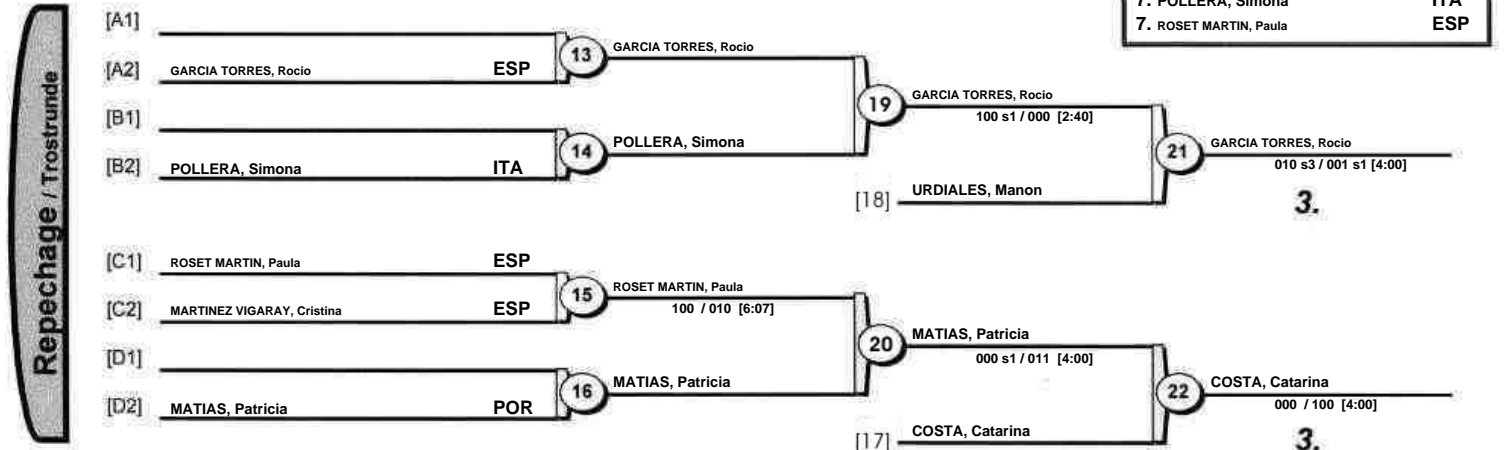 7. POLLERA, Simona ITA
7. ROSET MARTIN, Paula ESP
Repechage / Trostrunde
[A1]
[A2] GARCIA TORRES, Rocio ESP
13 GARCIA TORRES, Rocio
[B1]
[B2] POLLERA, Simona ITA
14 POLLERA, Simona
19 GARCIA TORRES, Rocio
100 s1 / 000 [2:40]
[18] URDIALES, Manon
21 GARCIA TORRES, Rocio
010 s3 / 001 s1 [4:00]
3.
[C1] ROSET MARTIN, Paula ESP
[C2] MARTINEZ VIGARAY, Cristina ESP
15 ROSET MARTIN, Paula
100 / 010 [6:07]
[D1]
[D2] MATIAS, Patricia POR
16 MATIAS, Patricia
20 MATIAS, Patricia
000 s1 / 011 [4:00]
[17] COSTA, Catarina
22 COSTA, Catarina
000 / 100 [4:00]
3.